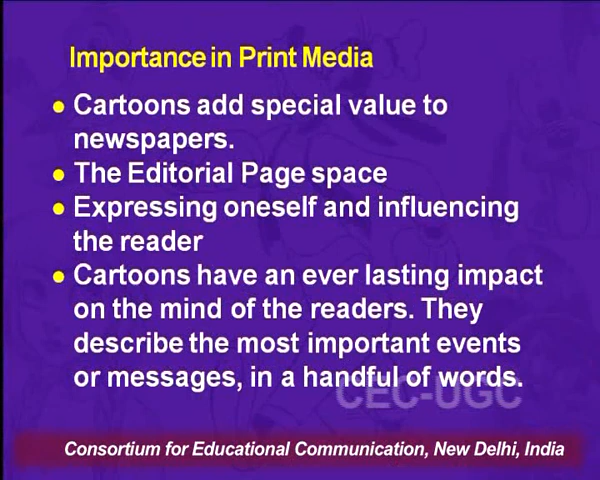 Importance in Print Media
• Cartoons add special value to
newspapers.
• The Editorial Page space
• Expressing oneself and influencing
the reader
• Cartoons have an ever lasting impact
on the mind of the readers. They
describe the most important events
or messages, in a handful of words.
CEC-UGC
Consortium for Educational Communication, New Delhi, India